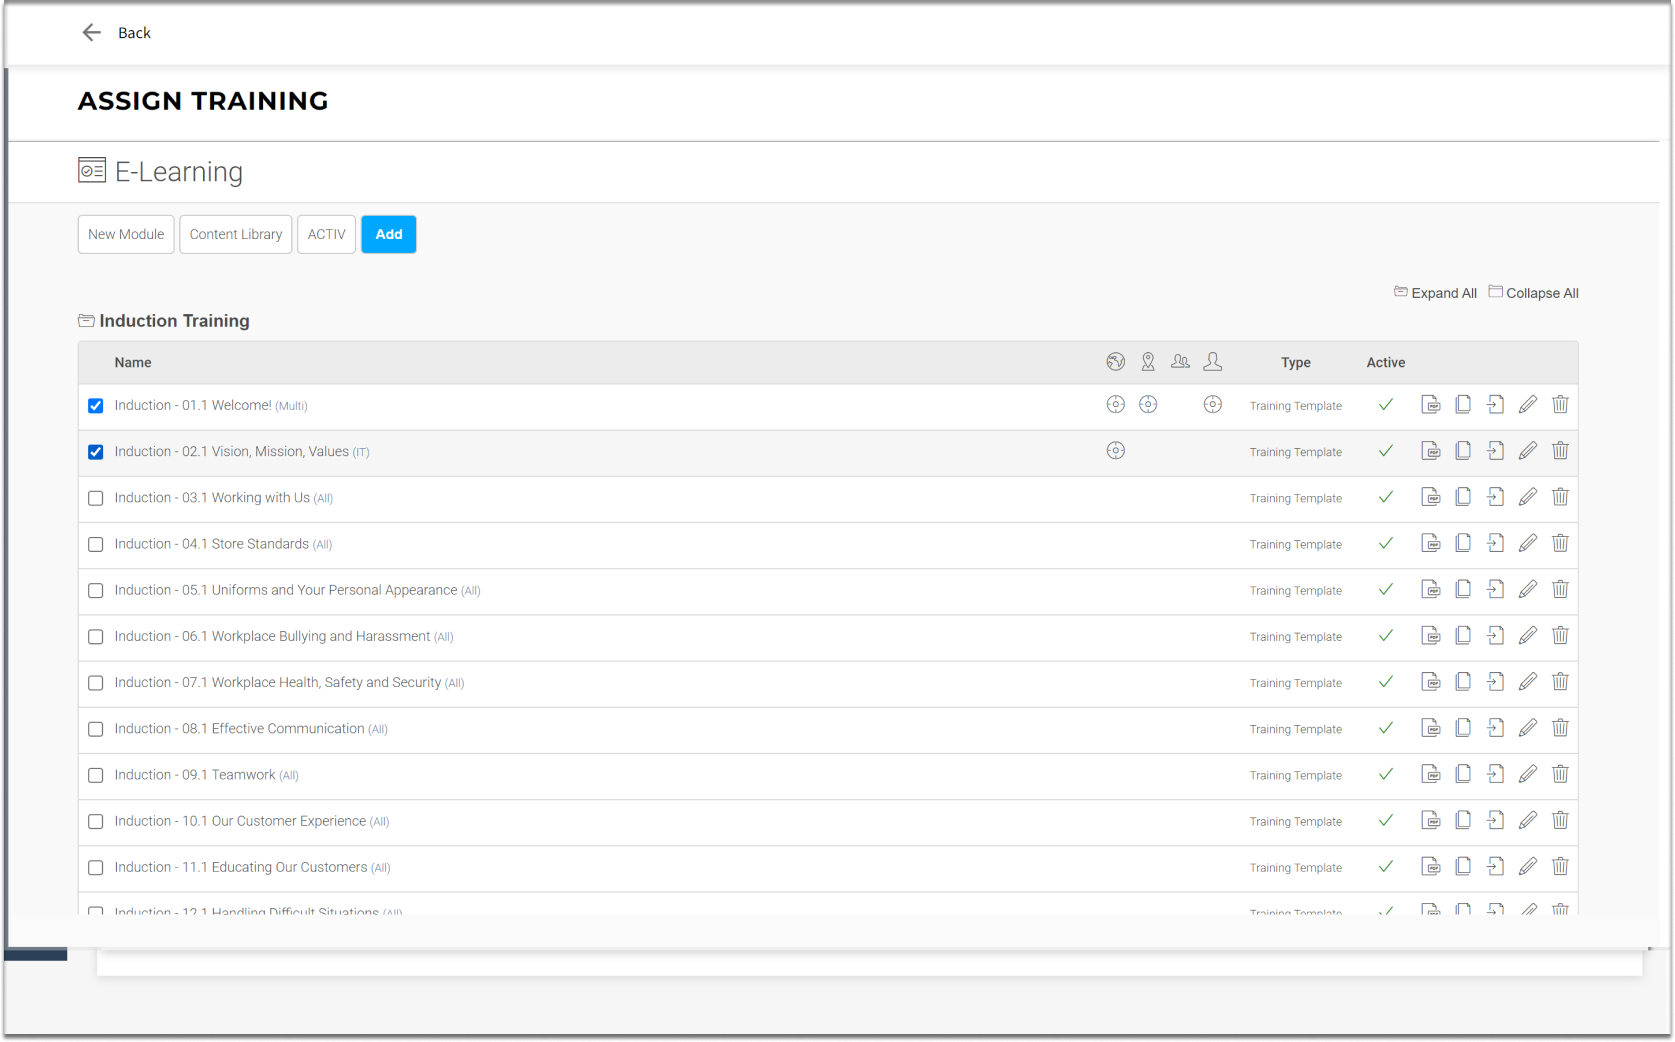 Back
ASSIGN TRAINING
E-Learning
New Module Content Library ACTIV Add
Expand All Collapse All
Induction Training
Name Type Active
Induction - 01.1 Welcome! (Multi) Training Template
Induction - 02.1 Vision, Mission, Values (IT) Training Template
Induction - 03.1 Working with Us (All) Training Template
Induction - 04.1 Store Standards (All) Training Template
Induction - 05.1 Uniforms and Your Personal Appearance (All) Training Template
Induction - 06.1 Workplace Bullying and Harassment (All) Training Template
Induction - 07.1 Workplace Health, Safety and Security (All) Training Template
Induction - 08.1 Effective Communication (All) Training Template
Induction - 09.1 Teamwork (All) Training Template
Induction - 10.1 Our Customer Experience (All) Training Template
Induction - 11.1 Educating Our Customers (All) Training Template
Induction - 12.1 Handling Difficult Situations (All) Training Template